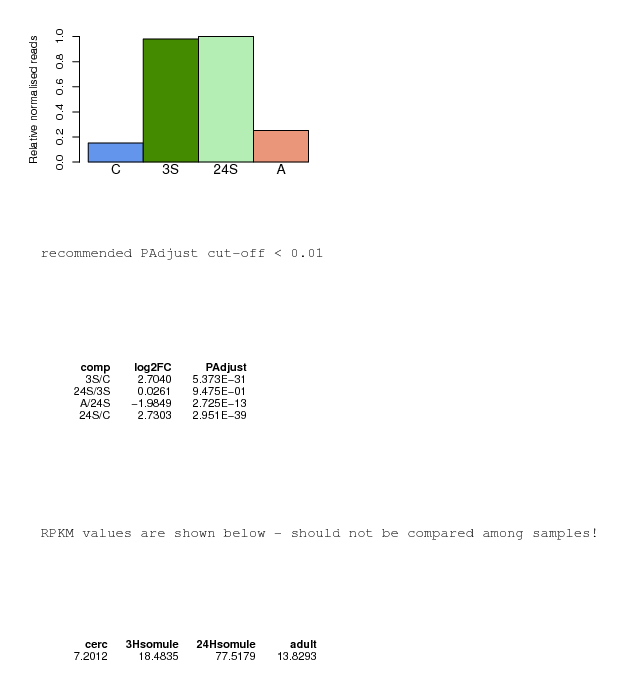 Relative normalised reads
1.0
0.8
0.6
0.4
0.2
0.0
C 3S 24S A
recommended PAdjust cut-off < 0.01
comp log2FC PAdjust
3S/C 2.7040 5.373E−31
24S/3S 0.0261 9.475E−01
A/24S −1.9849 2.725E−13
24S/C 2.7303 2.951E−39
RPKM values are shown below - should not be compared among samples!
cerc 3Hsomule 24Hsomule adult
7.2012 18.4835 77.5179 13.8293